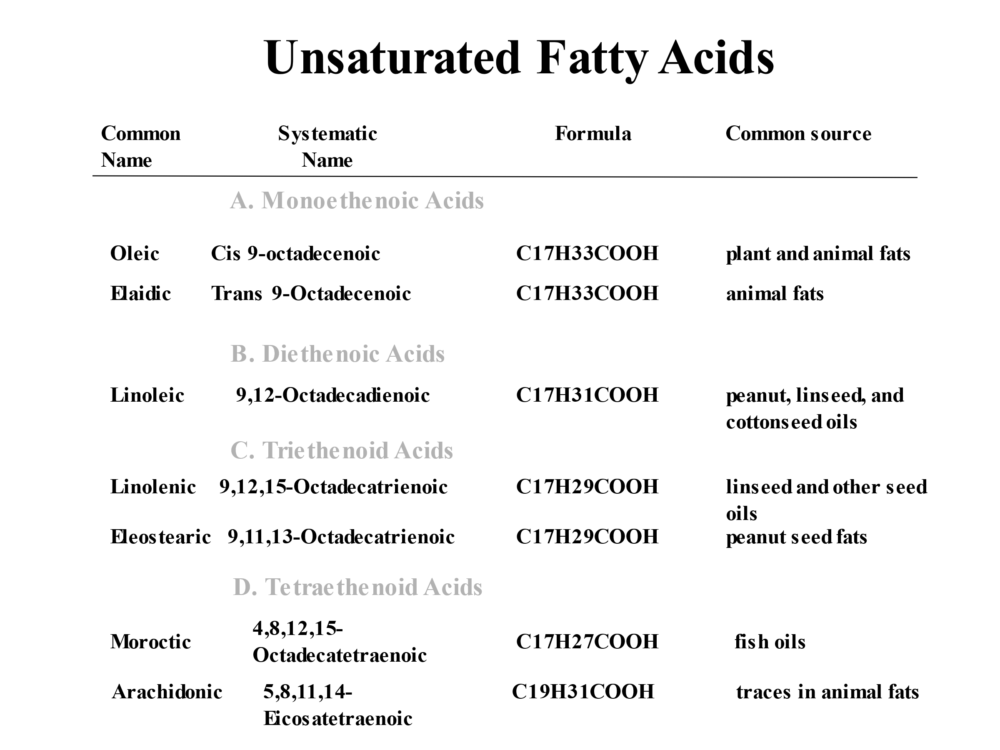 Unsaturated Fatty Acids
Common Systematic Formula Common source
Name Name
A. Monoethenoic Acids
Oleic Cis 9-octadecenoic C17H33COOH plant and animal fats
Elaidic Trans 9-Octadecenoic C17H33COOH animal fats
B. Diethenoic Acids
Linoleic 9,12-Octadecadienoic C17H31COOH peanut, linseed, and
cottonseed oils
C. Triethenoid Acids
Linolenic 9,12,15-Octadecatrienoic C17H29COOH linseed and other seed
oils
Eleostearic 9,11,13-Octadecatrienoic C17H29COOH peanut seed fats
D. Tetraethenoid Acids
4,8,12,15-
Moroctic C17H27COOH fish oils
Octadecatetraenoic
Arachidonic 5,8,11,14- C19H31COOH traces in animal fats
Eicosatetraenoic